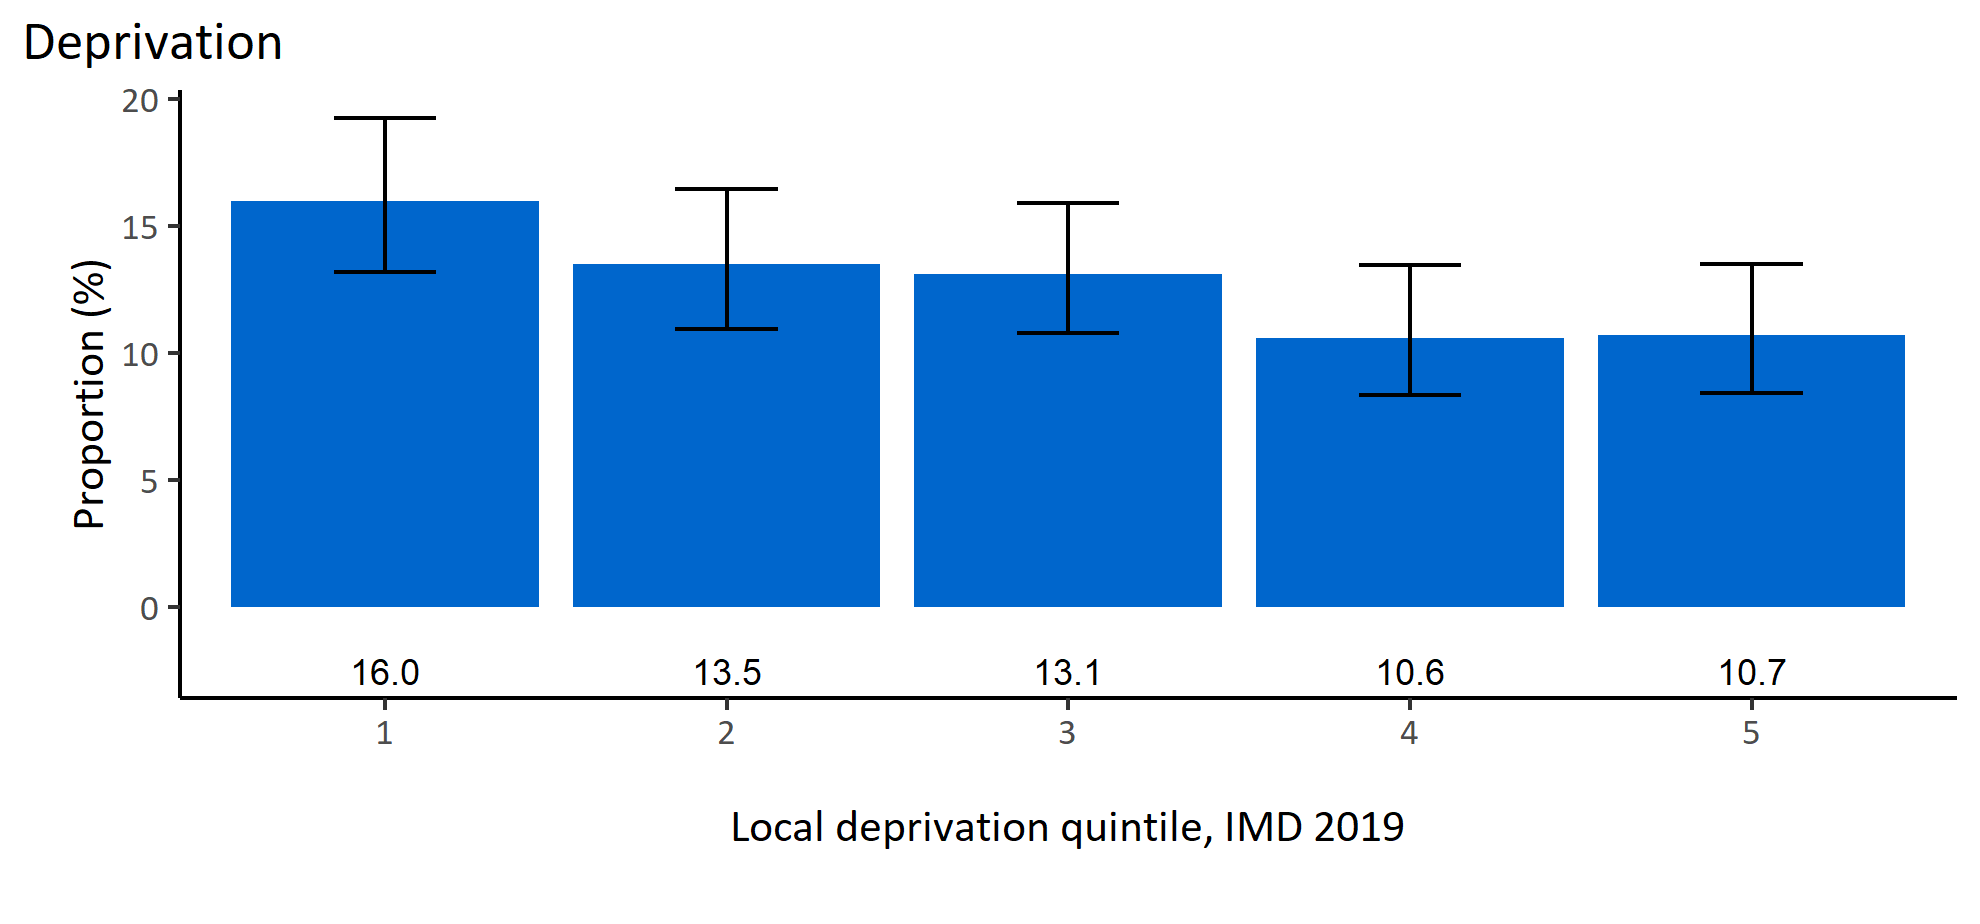 Deprivation
20
15
10
5
0
Proportion (%)
16.0 13.5 13.1 10.6 10.7
1 2 3 4 5
Local deprivation quintile, IMD 2019